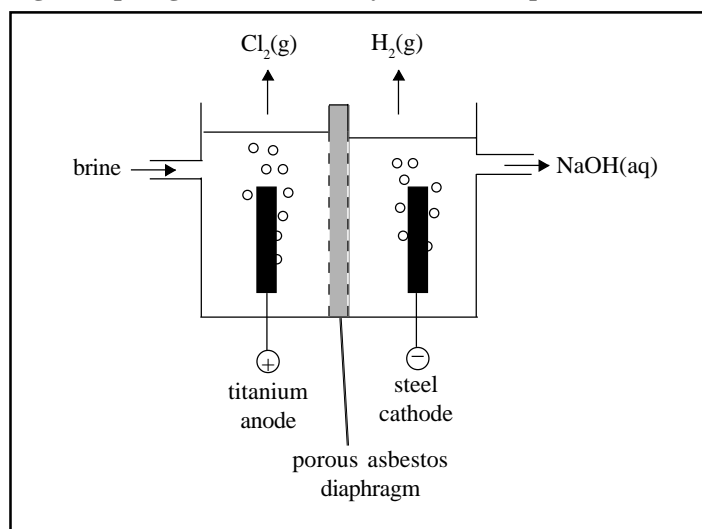 Cl₂(g) H₂(g)
brine
NaOH(aq)
+
−
titanium
anode
steel
cathode
porous asbestos
diaphragm